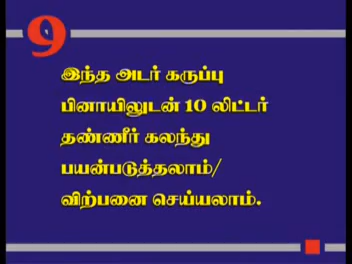 9
இந்த அடர் கருப்பு
பினாயிலுடன் 10 லிட்டர்
தண்ணீர் கலந்து
பயன்படுத்தலாம்/
விற்பனை செய்யலாம்.